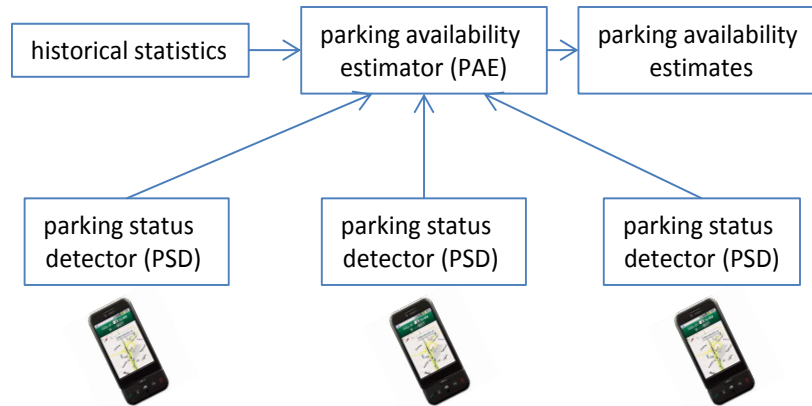 historical statistics
parking availability
estimator (PAE)
parking availability
estimates
parking status
detector (PSD)
parking status
detector (PSD)
parking status
detector (PSD)